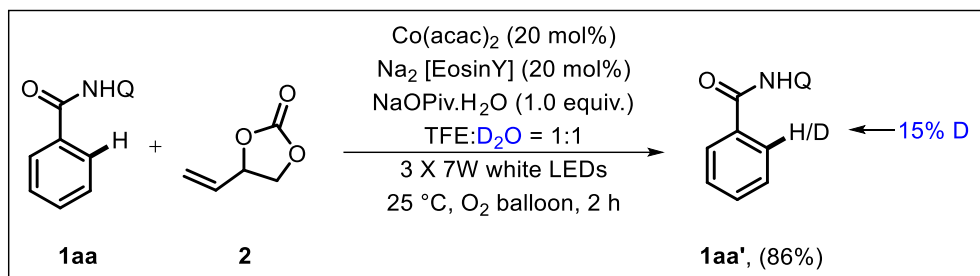 Co(acac)2 (20 mol%)
Na2 [EosinY] (20 mol%)
NaOPiv.H2O (1.0 equiv.)
TFE:D2O = 1:1
3 X 7W white LEDs
25 °C, O2 balloon, 2 h
O NHQ
H
+
O
O
O
O NHQ
H/D
15% D
1aa
2
1aa', (86%)